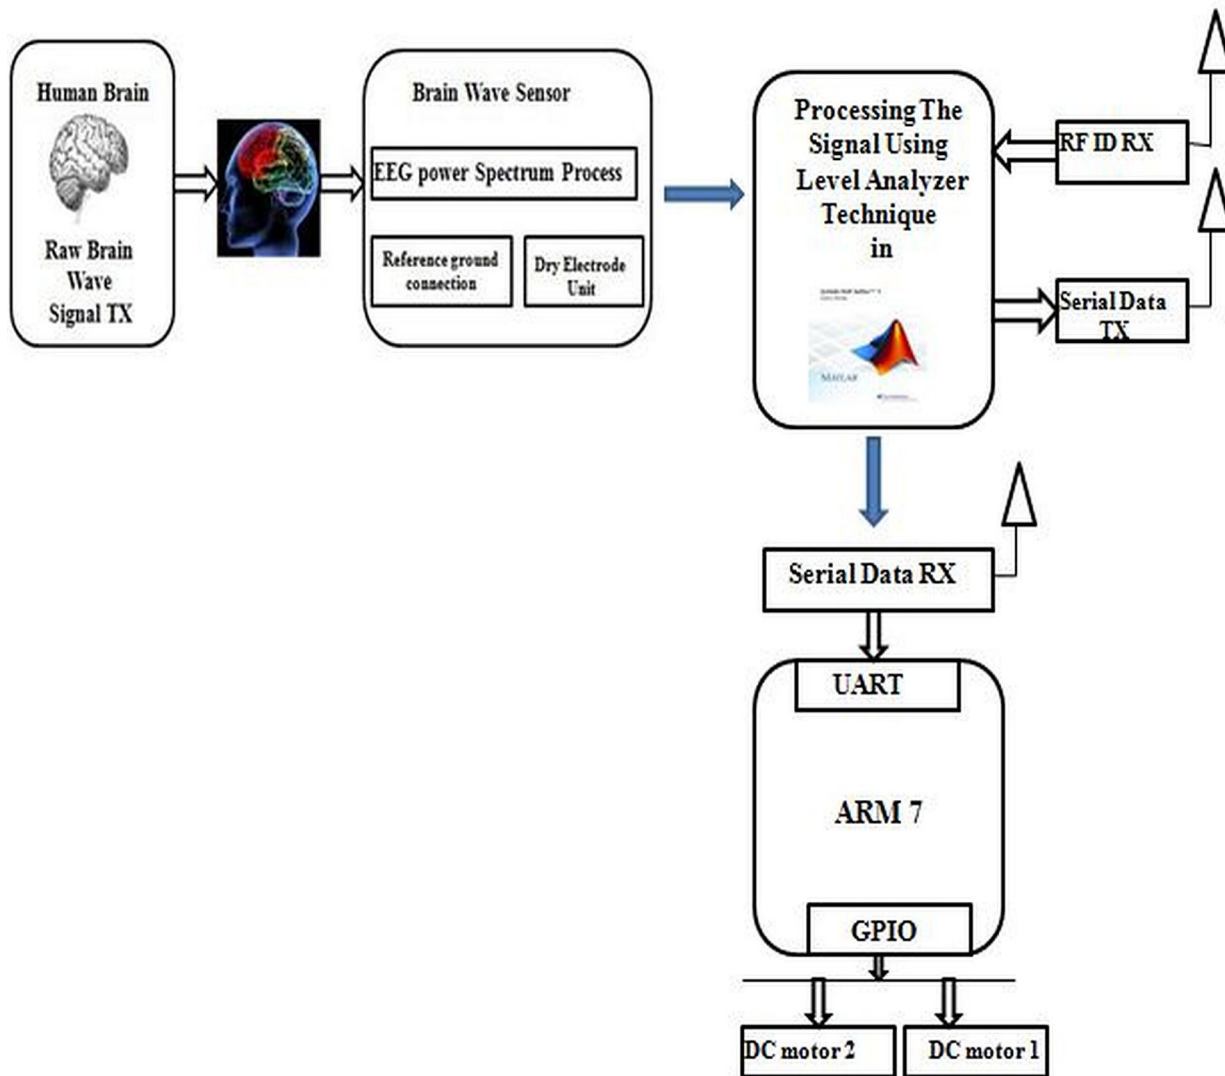 Human Brain
Raw Brain
Wave
Signal TX
Brain Wave Sensor
EEG power Spectrum Process
Reference ground
connection
Dry Electrode
Unit
Processing The
Signal Using
Level Analyzer
Technique
in
MATLAB
RF ID RX
Serial Data
TX
Serial Data RX
UART
ARM 7
GPIO
DC motor 2
DC motor 1